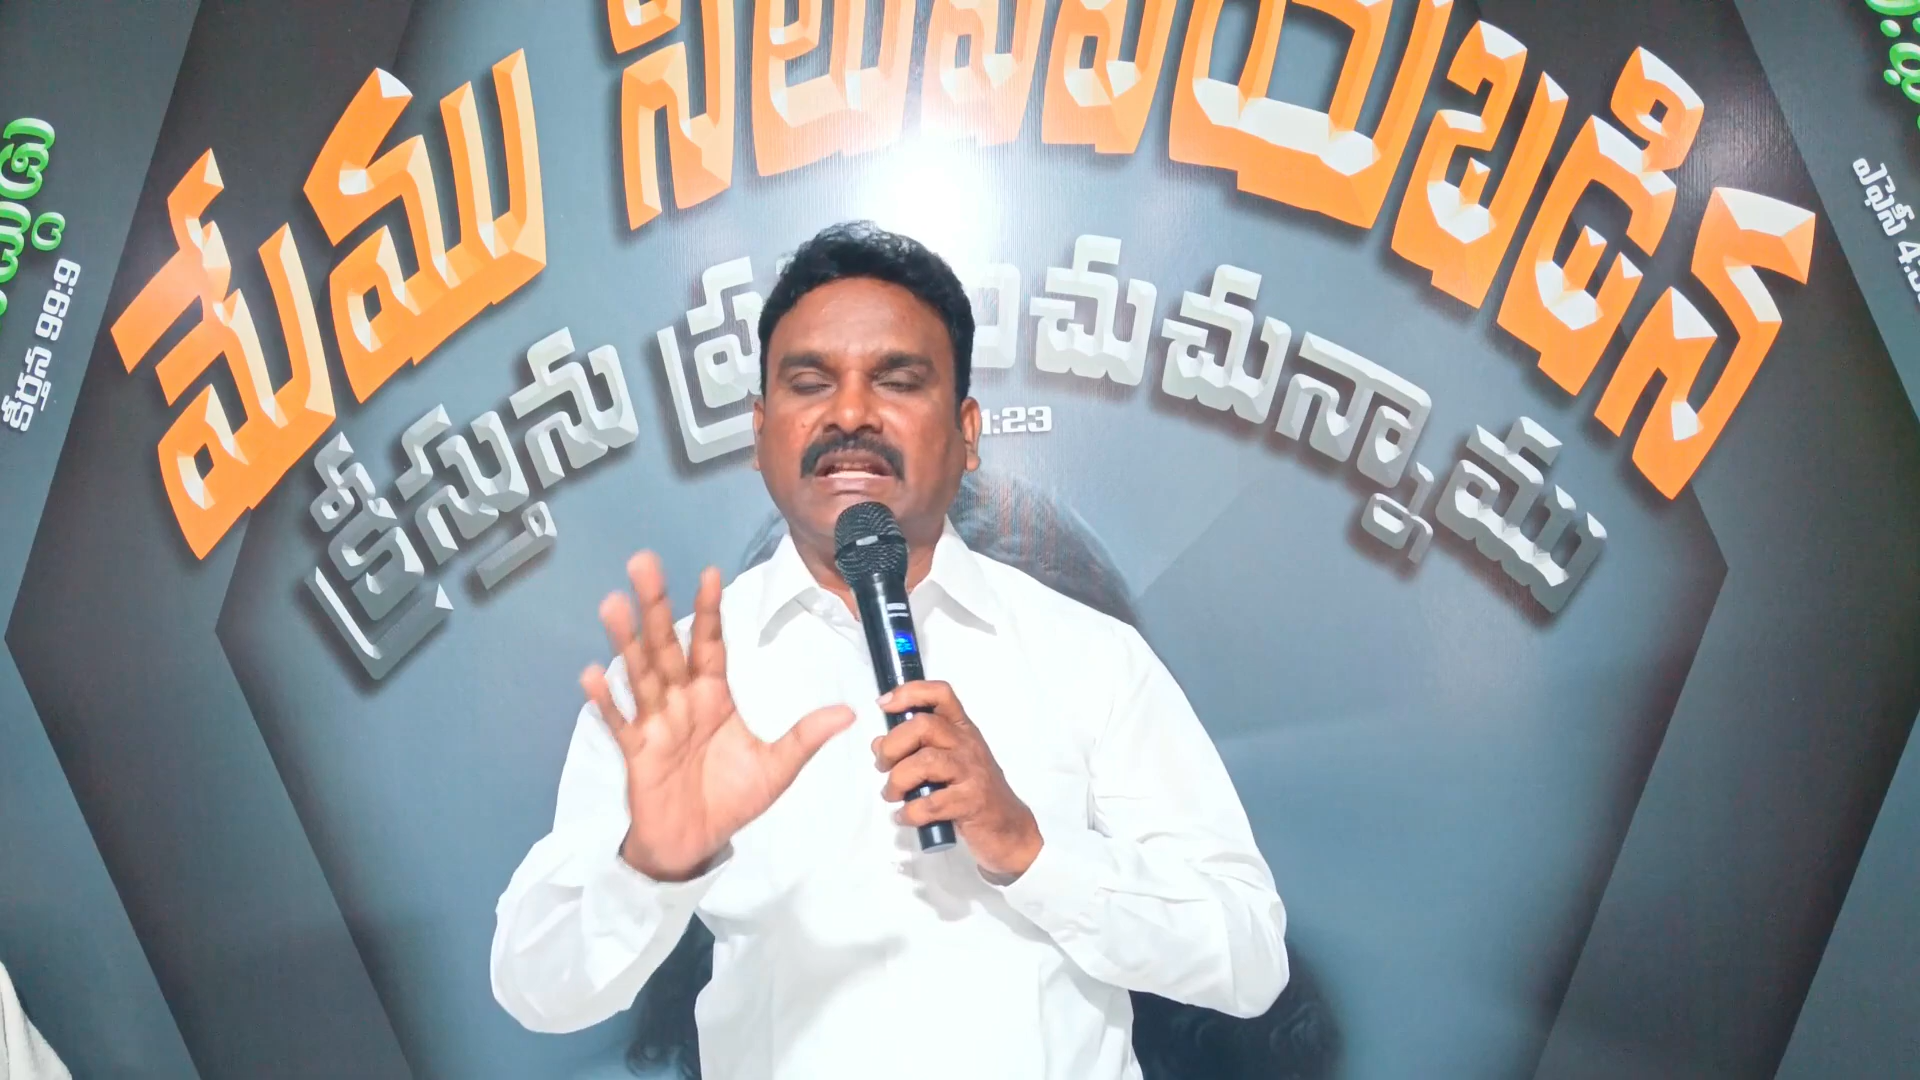 మేము సిలువవేయబడిన
క్రీస్తును చుచున్నాము
1:23
కీర్తన 99:9
ఎఫెసీ